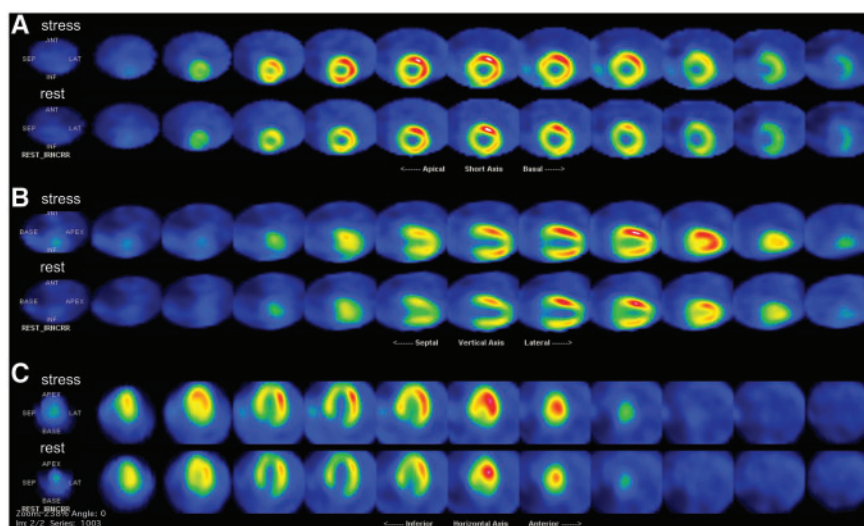 A stress
ANT
SEP LAT
INF
rest
ANT
SEP LAT
INF
REST_IRNCRR
<------ Apical Short Axis Basal ------>
B stress
ANT
BASE APEX
INF
rest
ANT
BASE APEX
INF
REST_IRNCRR
<------ Septal Vertical Axis Lateral ------>
C stress
APEX
SEP LAT
BASE
rest
APEX
SEP LAT
BASE
REST_IRNCRR
Zoom: 238% Angle: 0
Im: 2/2 Series: 1003
<------ Inferior Horizontal Axis Anterior ------>